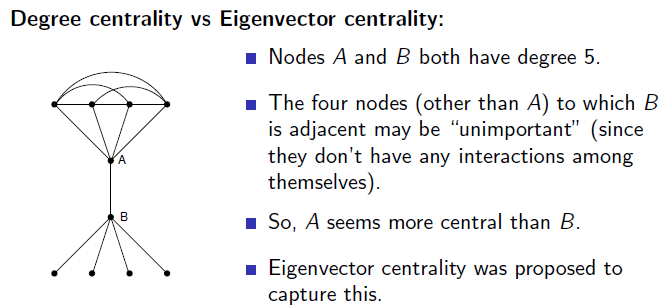 Degree centrality vs Eigenvector centrality:
Nodes A and B both have degree 5.
The four nodes (other than A) to which B
is adjacent may be “unimportant” (since
they don’t have any interactions among
themselves).
So, A seems more central than B.
Eigenvector centrality was proposed to
capture this.
A
B